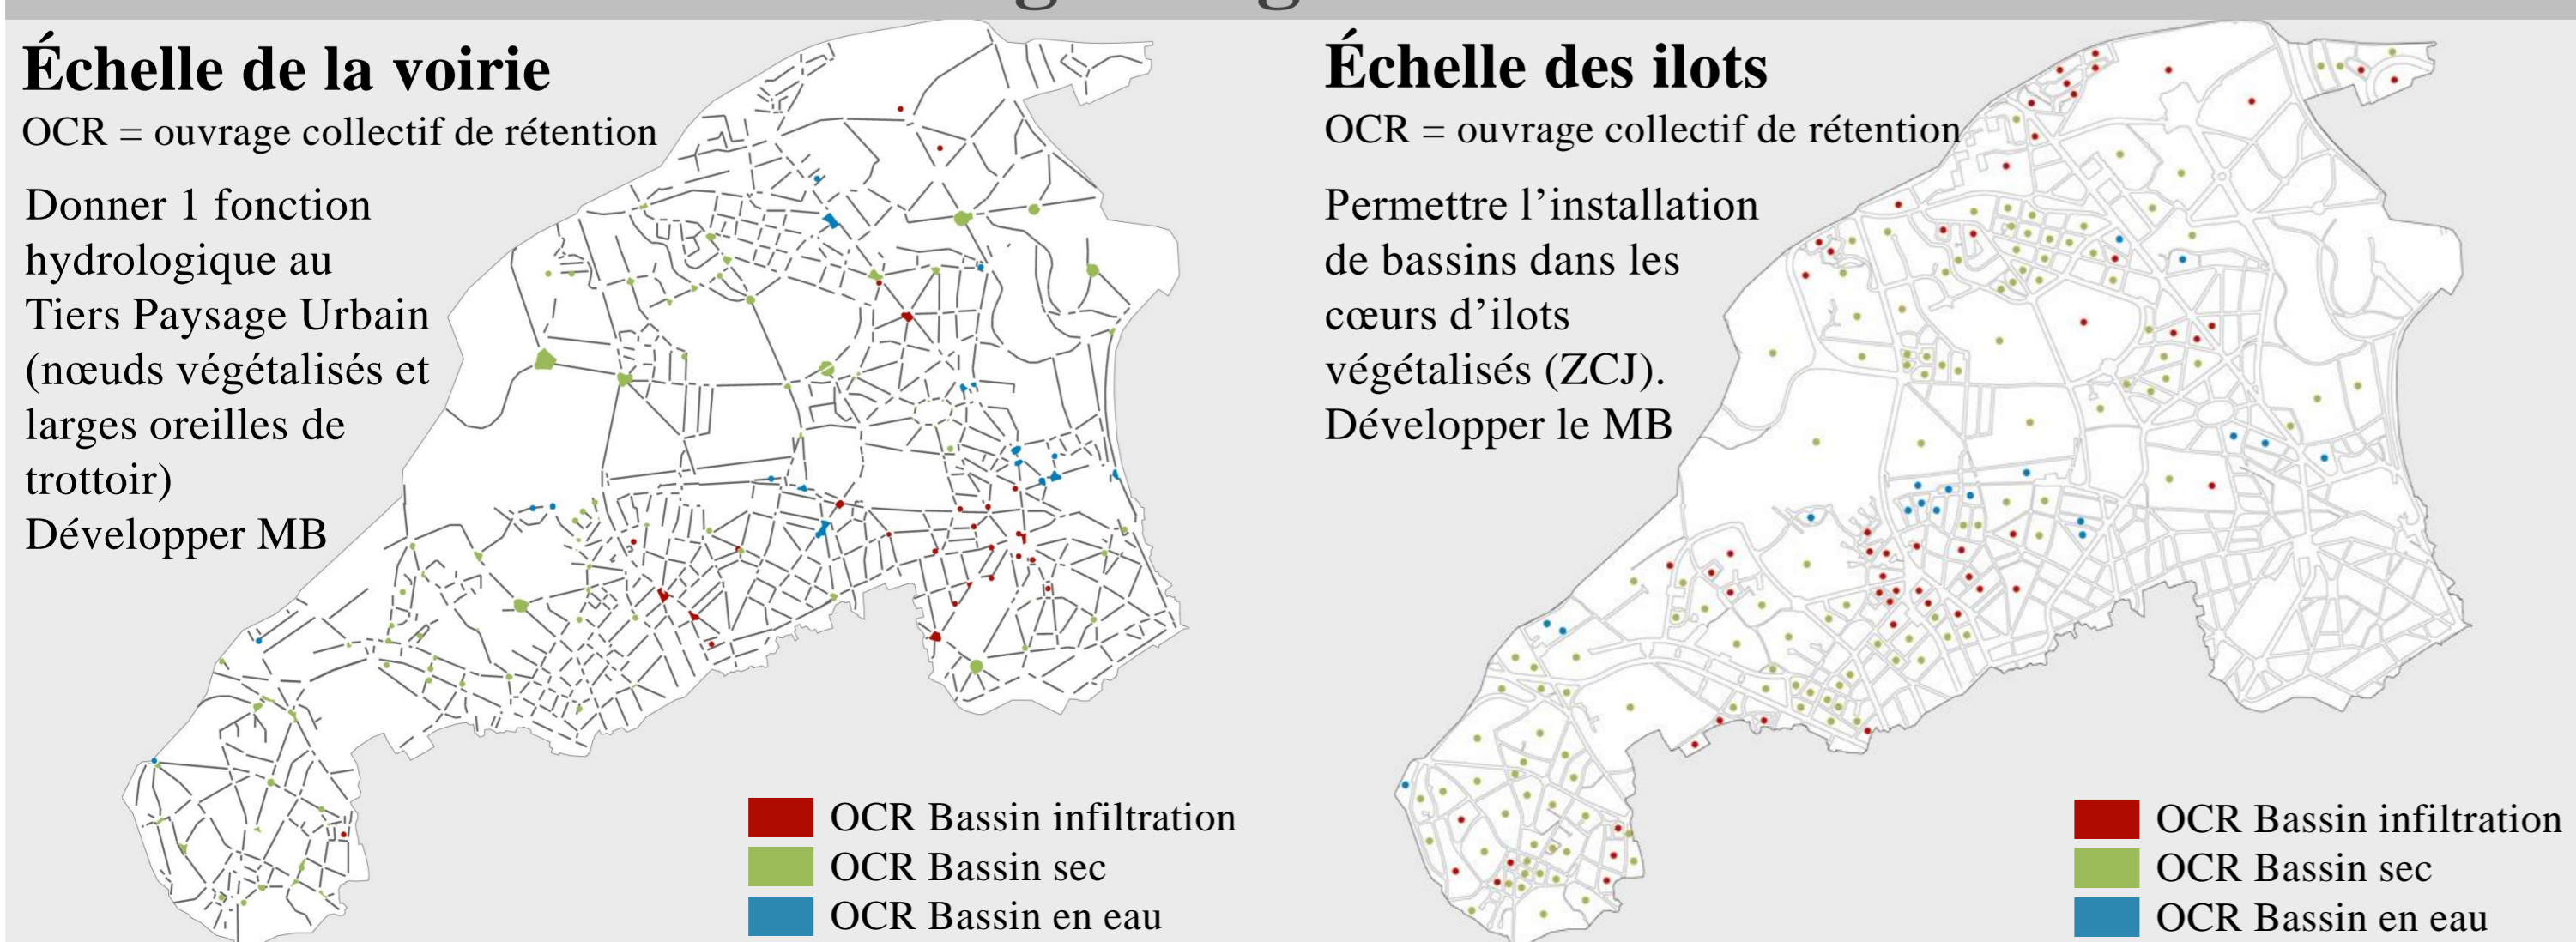 Échelle de la voirie
OCR = ouvrage collectif de rétention
Donner 1 fonction
hydrologique au
Tiers Paysage Urbain
(nœuds végétalisés et
larges oreilles de
trottoir)
Développer MB
OCR Bassin infiltration
OCR Bassin sec
OCR Bassin en eau
Échelle des ilots
OCR = ouvrage collectif de rétention
Permettre l’installation
de bassins dans les
cœurs d’ilots
végétalisés (ZCJ).
Développer le MB
OCR Bassin infiltration
OCR Bassin sec
OCR Bassin en eau